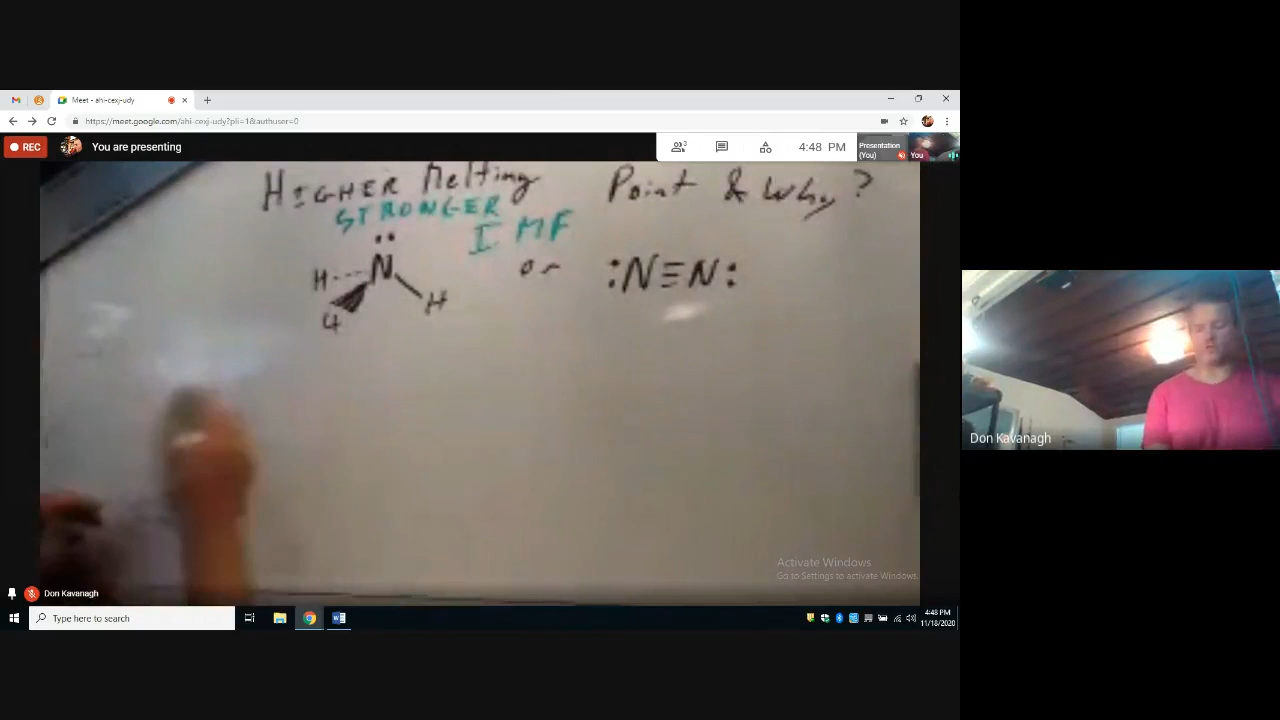 Meet - ahi-cexj-udy
https://meet.google.com/ahi-cexj-udy?pli=1&authuser=0
REC
You are presenting
3
4:48 PM
Presentation
(You)
You
HIGHER Melting Point & Why?
STRONGER
IMF
H N H or :N≡N:
H
Don Kavanagh
Activate Windows
Go to Settings to activate Windows.
Don Kavanagh
Type here to search
4:48 PM
11/18/2020